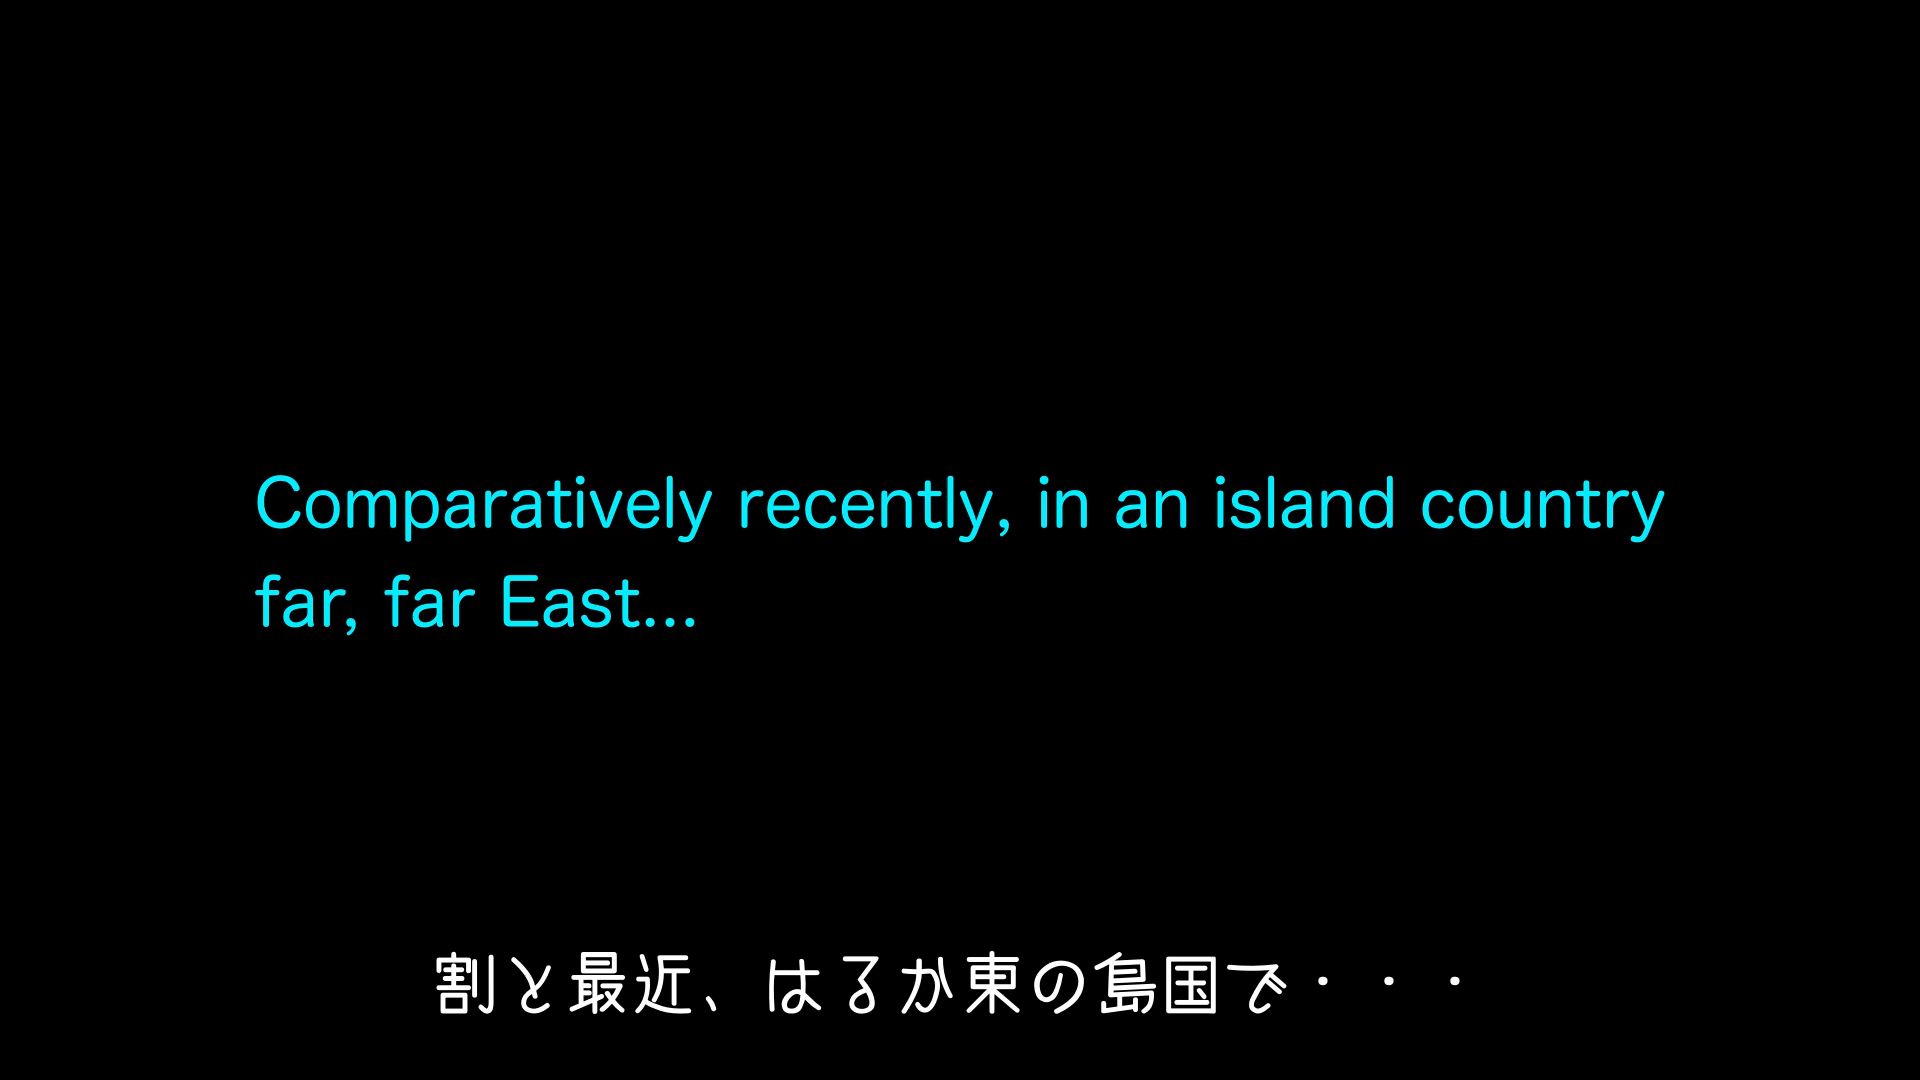 Comparatively recently, in an island country
far, far East...
割と最近、はるか東の島国で・・・